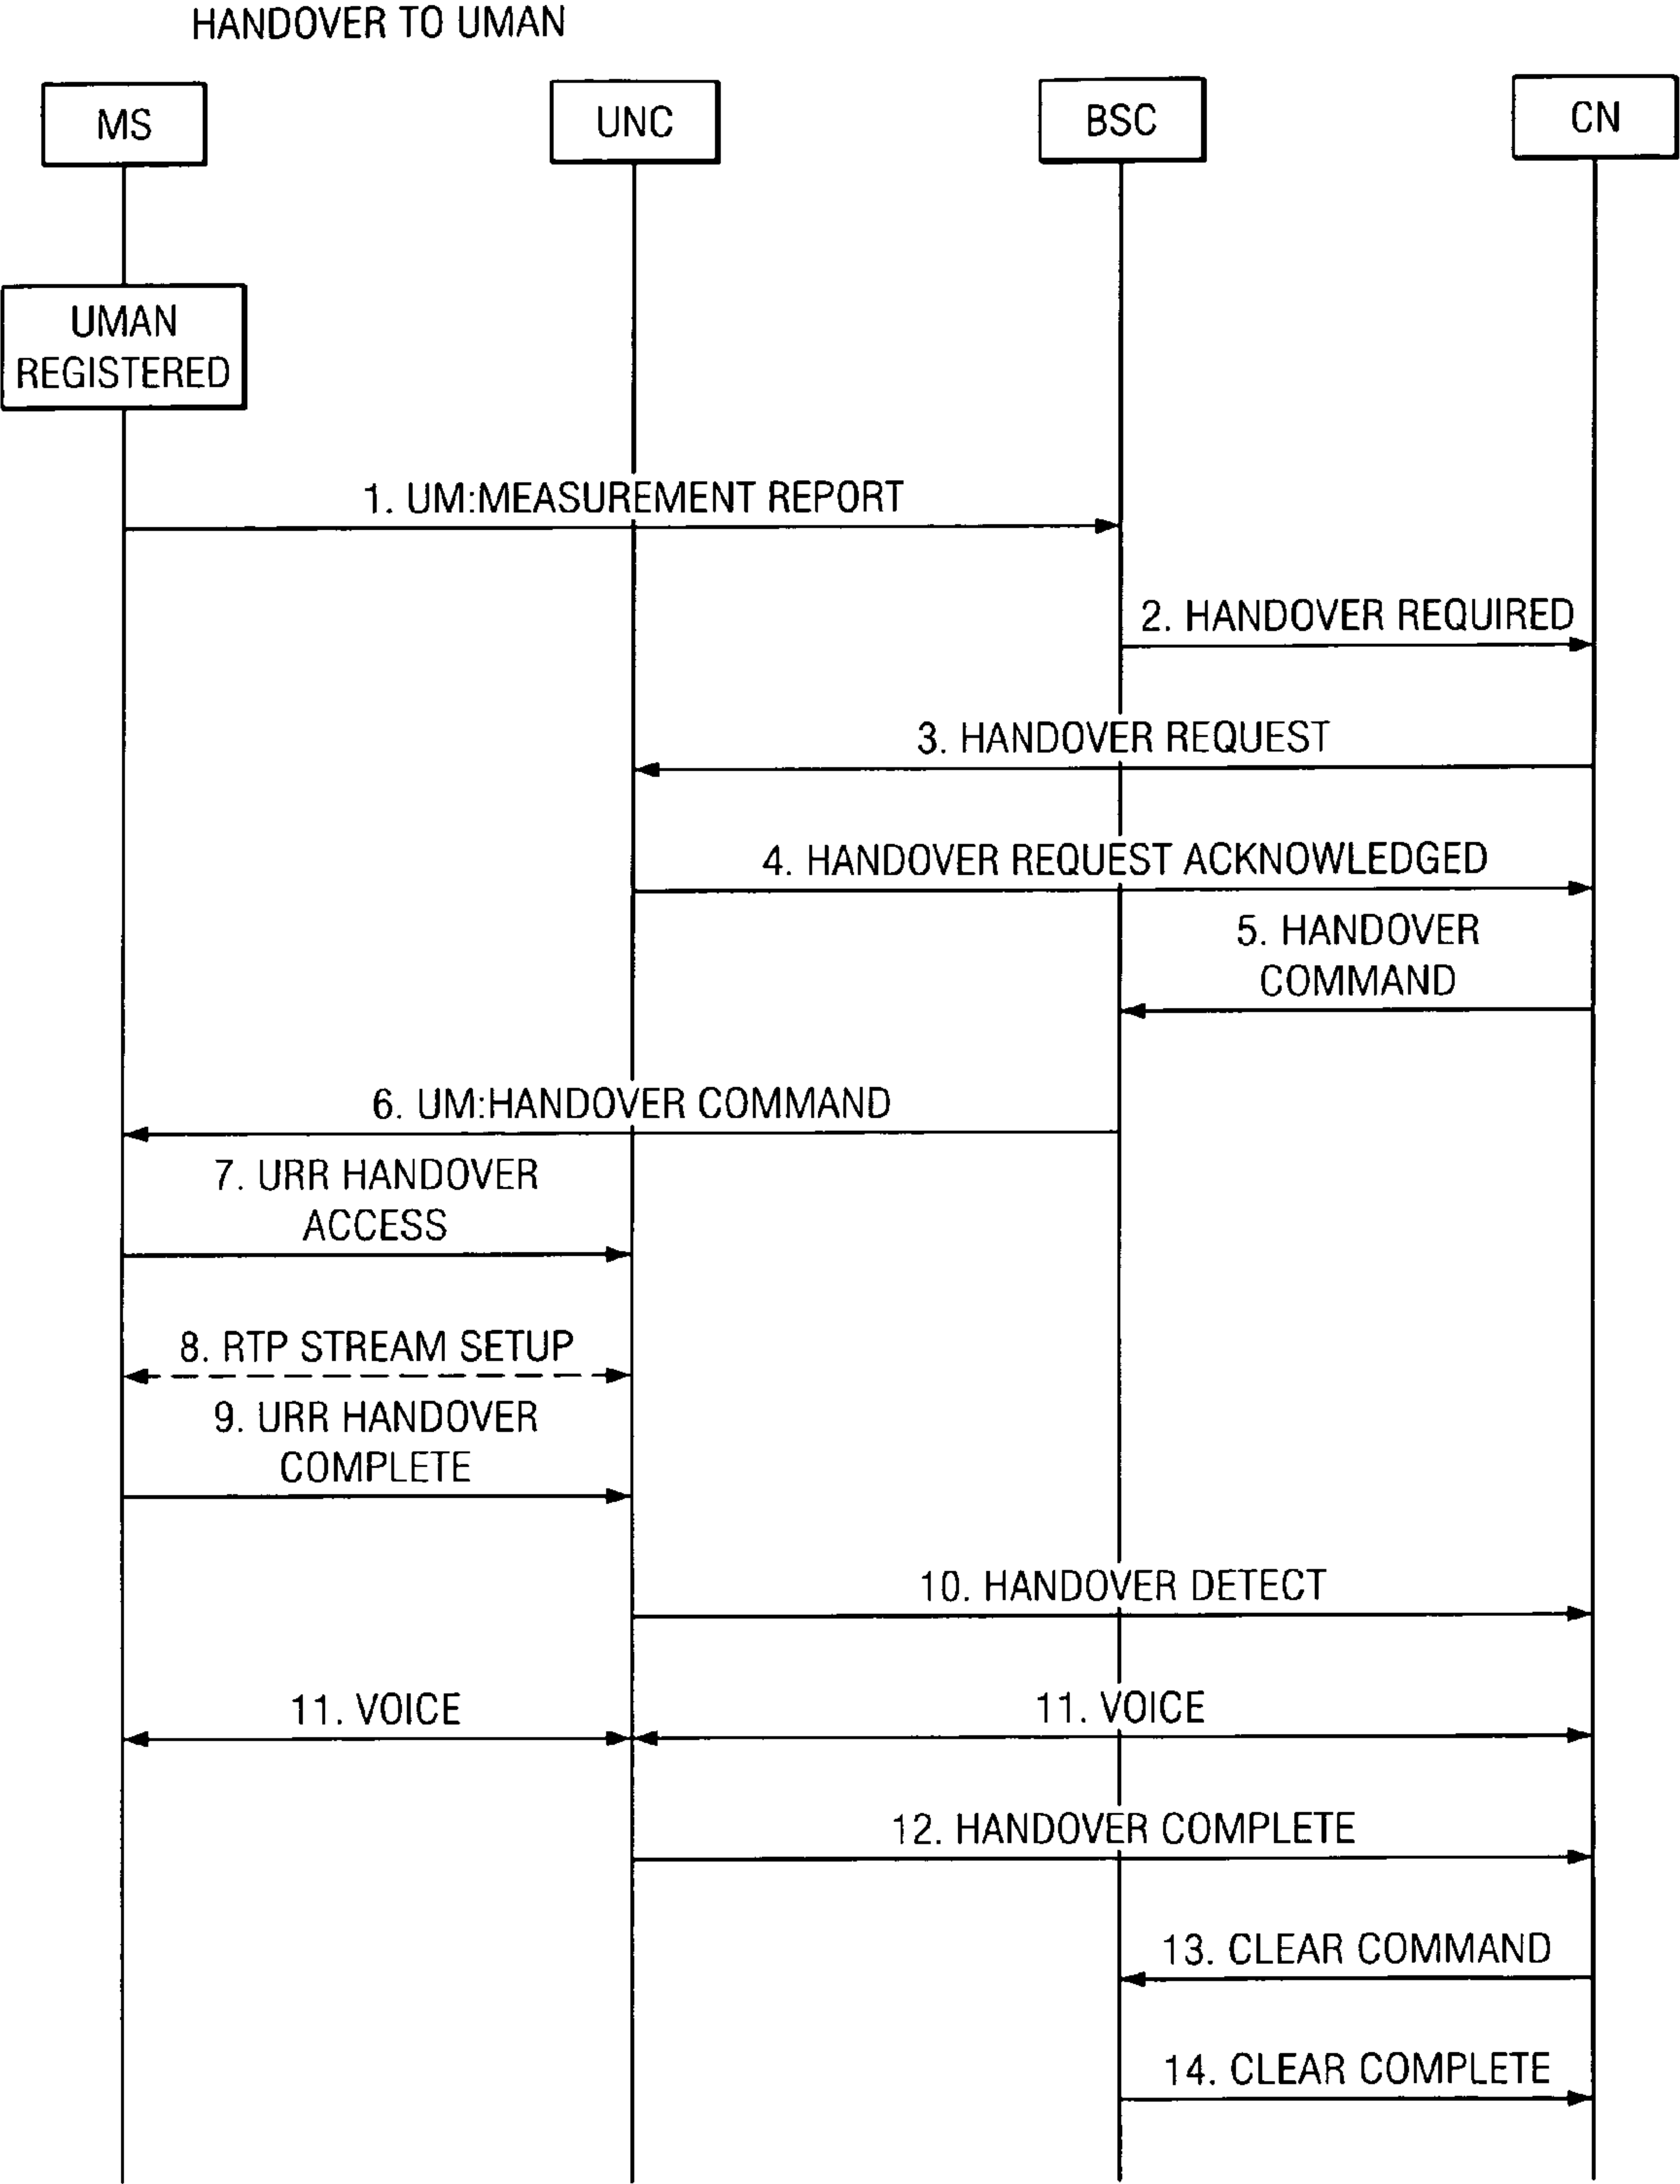 HANDOVER TO UMAN
MS
UNC
BSC
CN
UMAN
REGISTERED
1. UM:MEASUREMENT REPORT
2. HANDOVER REQUIRED
3. HANDOVER REQUEST
4. HANDOVER REQUEST ACKNOWLEDGED
5. HANDOVER
COMMAND
6. UM:HANDOVER COMMAND
7. URR HANDOVER
ACCESS
8. RTP STREAM SETUP
9. URR HANDOVER
COMPLETE
10. HANDOVER DETECT
11. VOICE
11. VOICE
12. HANDOVER COMPLETE
13. CLEAR COMMAND
14. CLEAR COMPLETE